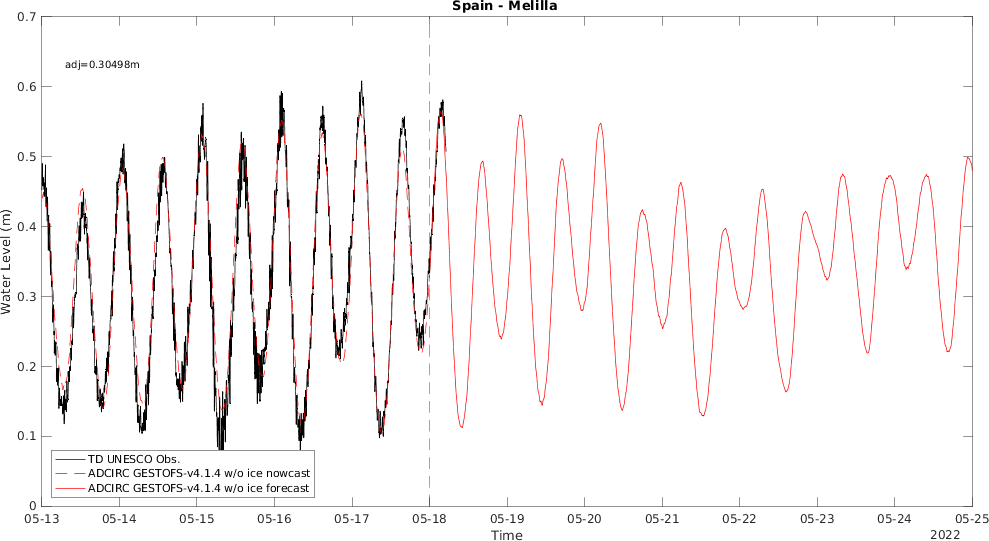 Spain - Melilla
0.7
0.6
0.5
0.4
0.3
0.2
0.1
0
Water Level (m)
adj=0.30498m
TD UNESCO Obs.
ADCIRC GESTOFS-v4.1.4 w/o ice nowcast
ADCIRC GESTOFS-v4.1.4 w/o ice forecast
05-13 05-14 05-15 05-16 05-17 05-18 05-19 05-20 05-21 05-22 05-23 05-24 05-25
Time
2022